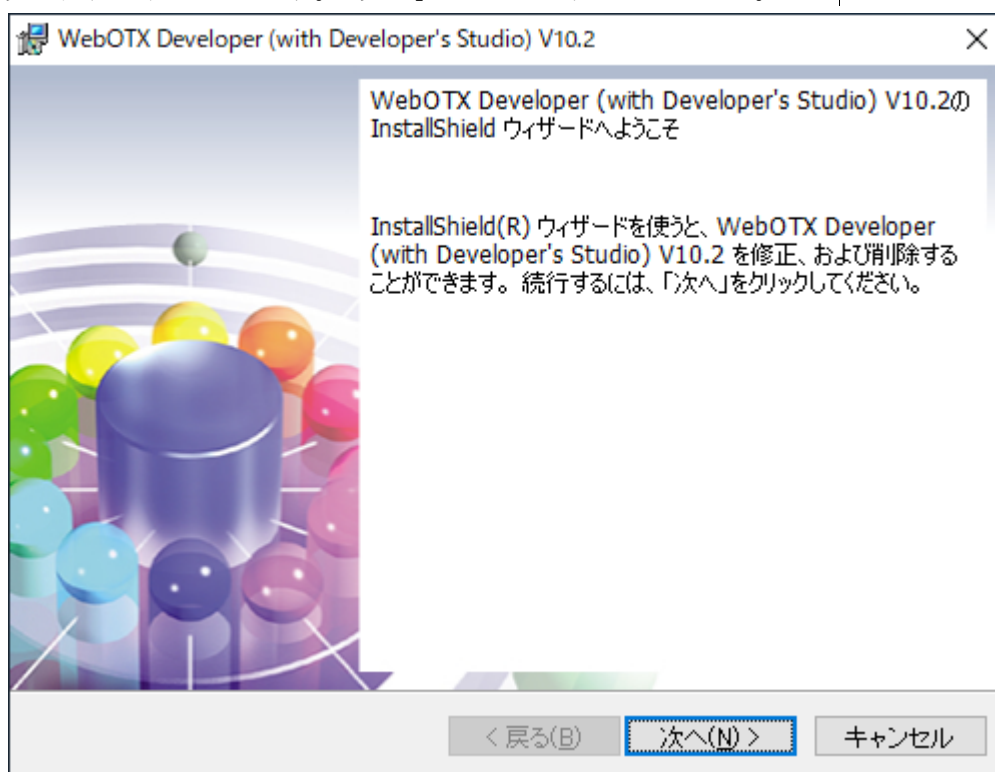 WebOTX Developer (with Developer's Studio) V10.2
WebOTX Developer (with Developer's Studio) V10.2の
InstallShield ウィザードへようこそ
InstallShield(R) ウィザードを使うと、WebOTX Developer
(with Developer's Studio) V10.2 を修正、および削除する
ことができます。続行するには、「次へ」をクリックしてください。
< 戻る(B)
次へ(N) >
キャンセル